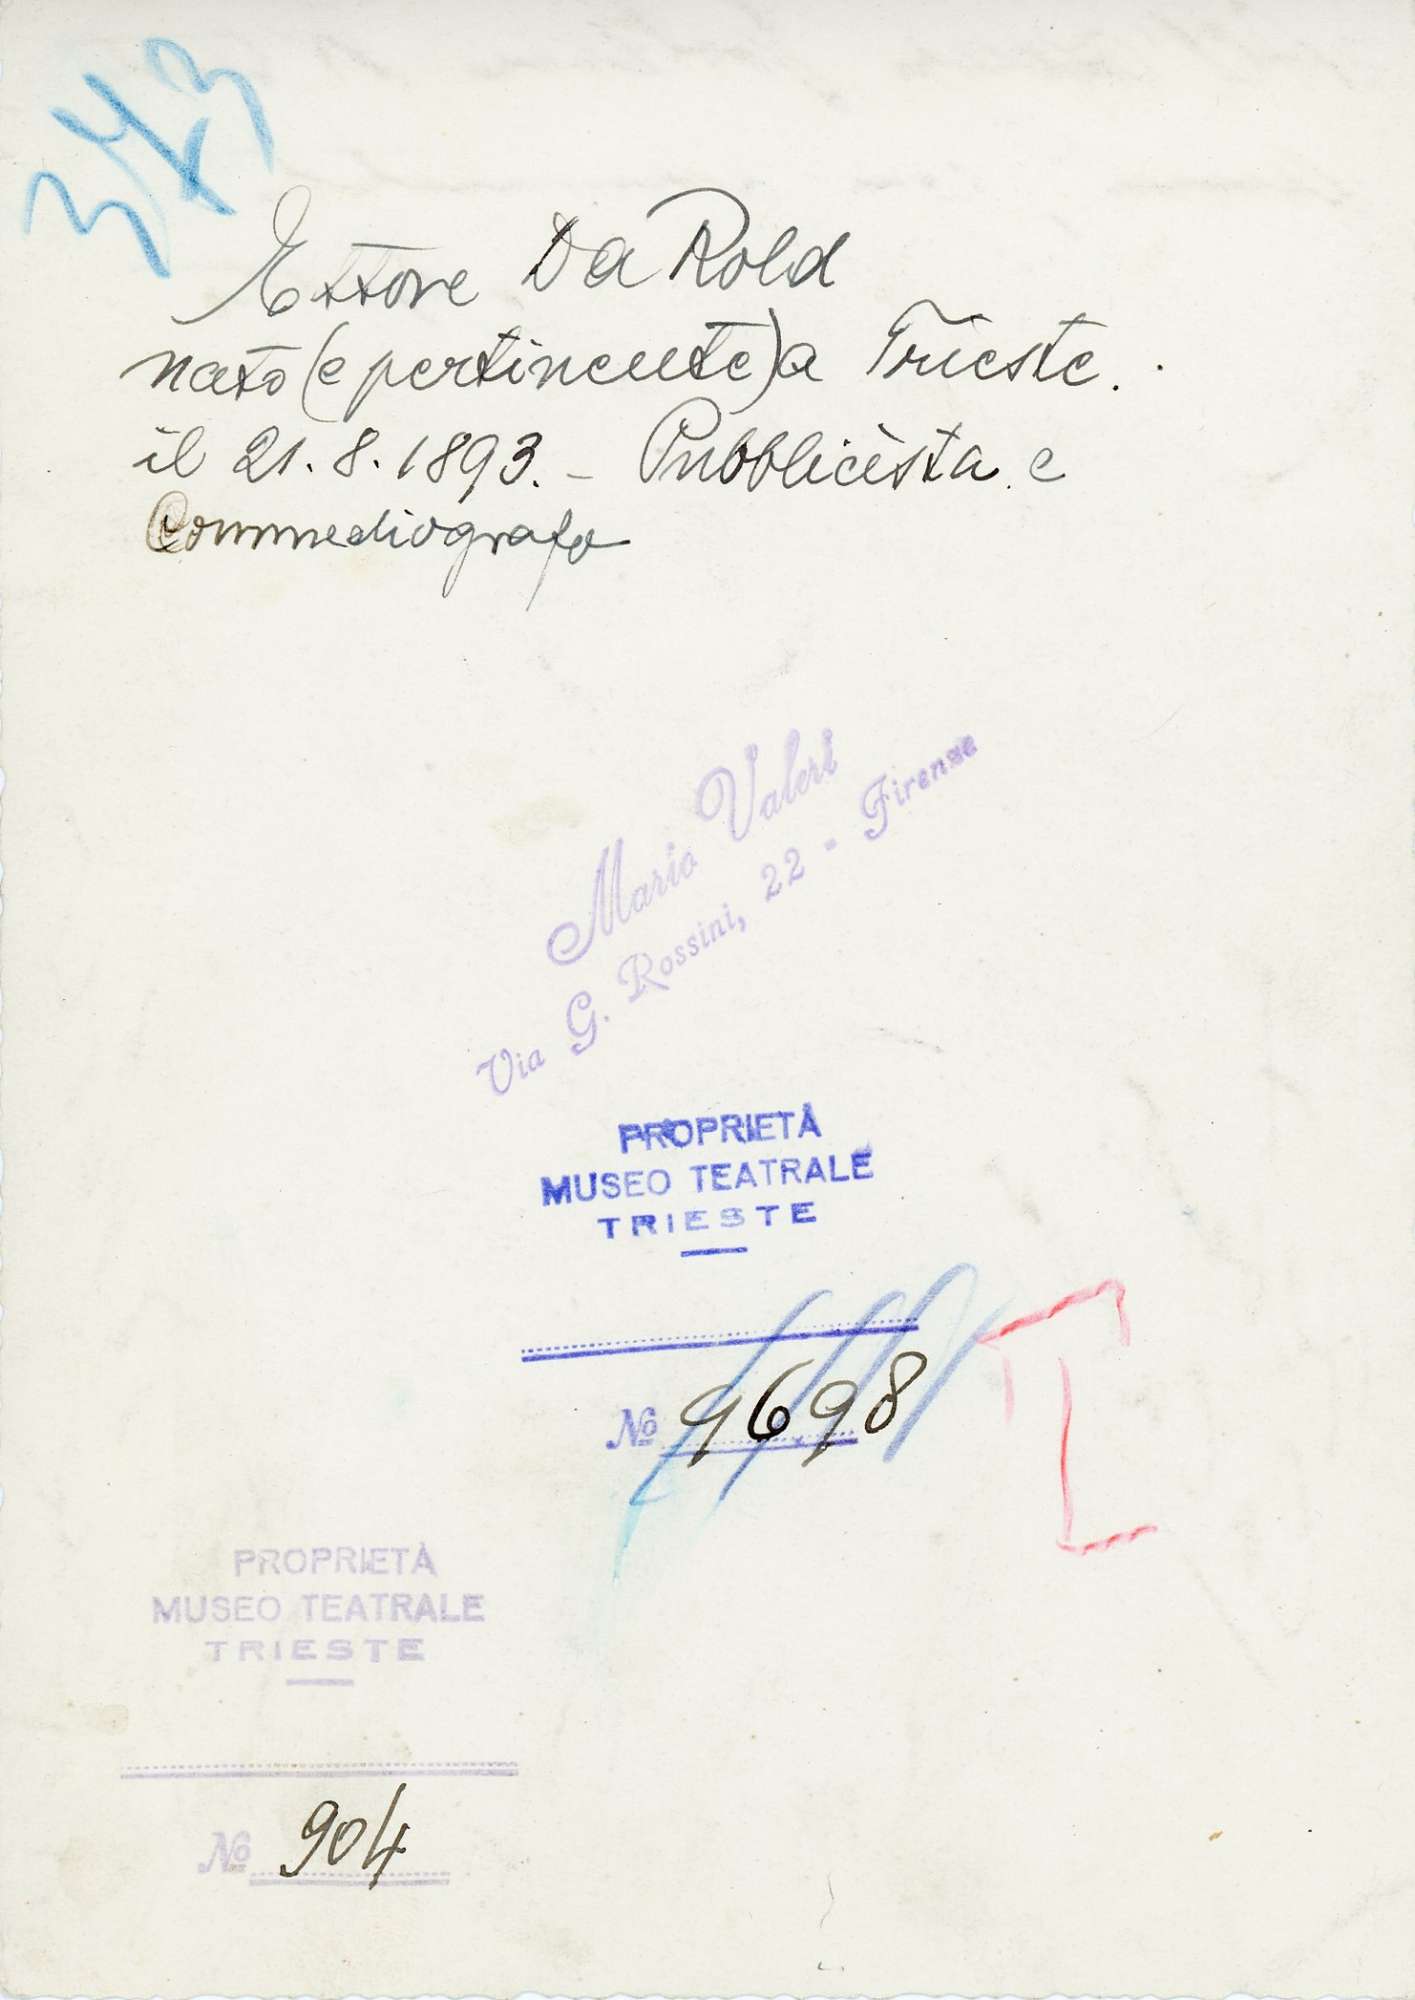 Ettore Da Rold
nato (e pertinente) a Trieste.
il 21.8.1893. - Pubblicista e
Commediografo
Mario Valeri
Via G. Rossini, 22 - Firenze
PROPRIETÀ
MUSEO TEATRALE
TRIESTE
No 9698
PROPRIETÀ
MUSEO TEATRALE
TRIESTE
No 904